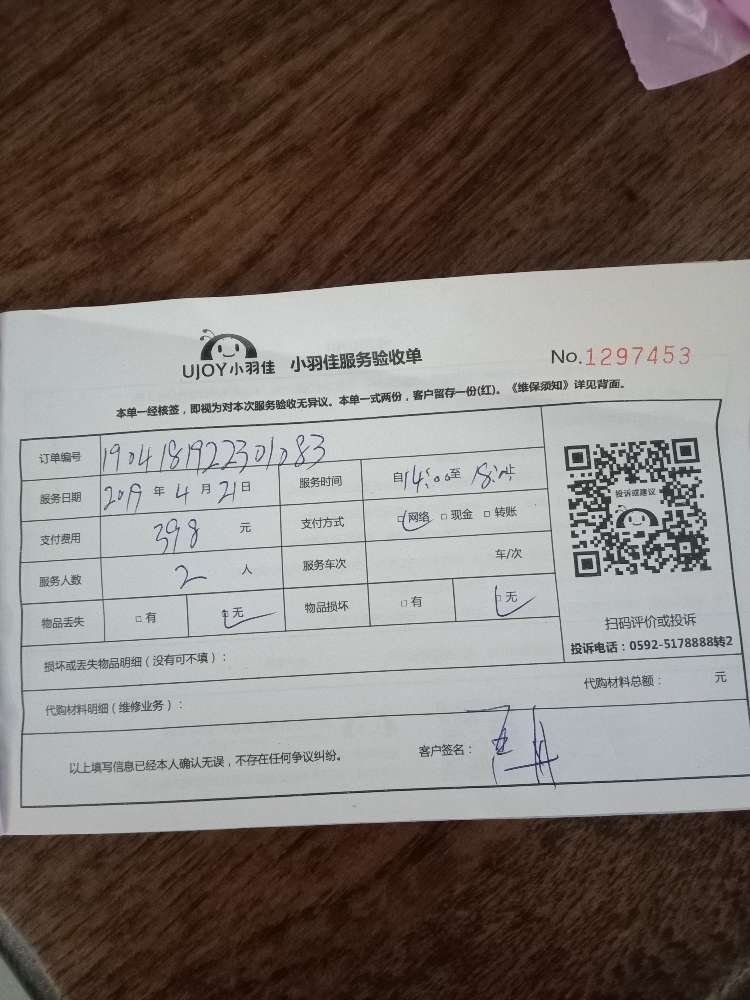 UJOY小羽佳 小羽佳服务验收单 No.1297453
本单一经核签，即视为对本次服务验收无异议。本单一式两份，客户留存一份(红)。《维保须知》详见背面。
订单编号 1904181922301083
服务日期 2019 年 4 月 21 日 服务时间 自 14:00 至 18: 止
支付费用 398 元 支付方式 □网络 □现金 □转账
服务人数 2 人 服务车次 车/次
物品丢失 □有 □无 物品损坏 □有 □无
投诉或建议
扫码评价或投诉
投诉电话：0592-5178888转2
损坏或丢失物品明细（没有可不填）：
代购材料明细（维修业务）： 代购材料总额： 元
以上填写信息已经本人确认无误，不存在任何争议纠纷。 客户签名：